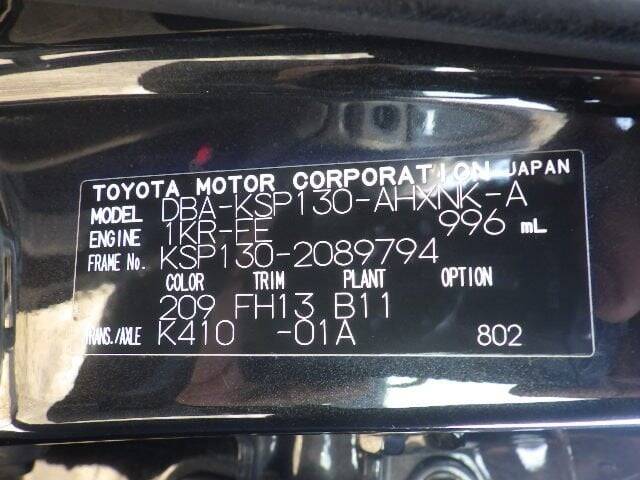 TOYOTA MOTOR CORPORATION JAPAN
MODEL DBA-KSP130-AHXNK-A
ENGINE 1KR-FE 996 mL
FRAME No. KSP130-2089794
COLOR TRIM PLANT OPTION
209 FH13 B11
TRANS./AXLE K410 -01A 802